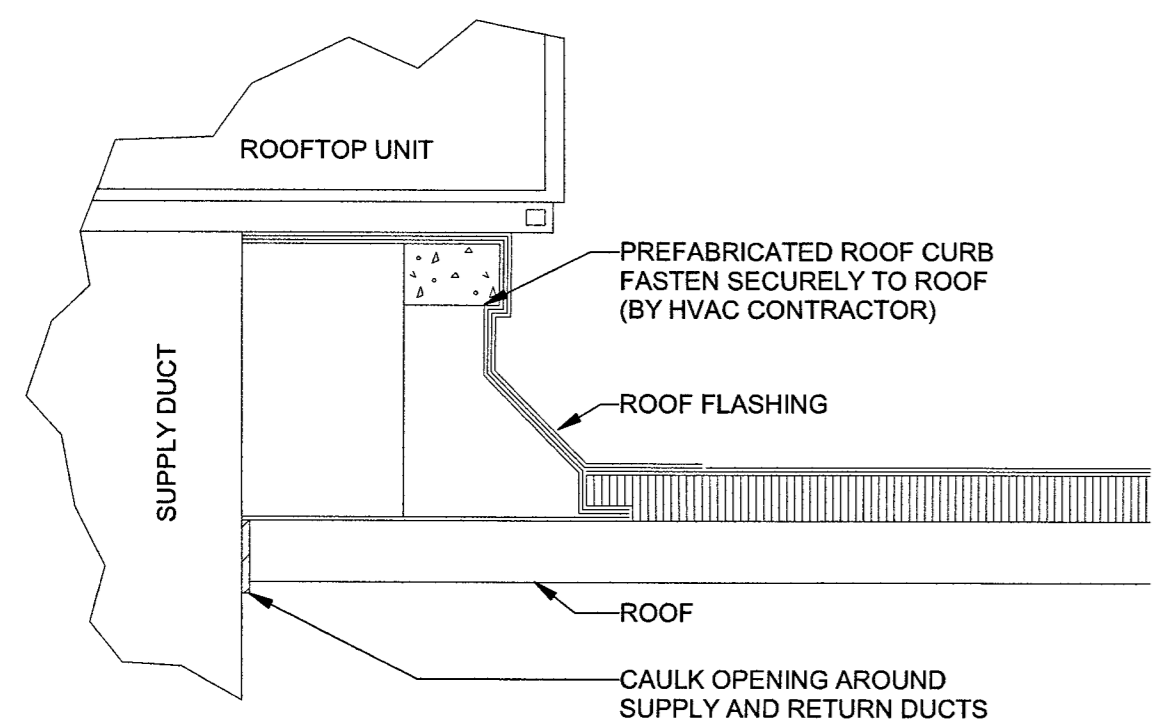 ROOFTOP UNIT
PREFABRICATED ROOF CURB
FASTEN SECURELY TO ROOF
(BY HVAC CONTRACTOR)
SUPPLY DUCT
ROOF FLASHING
ROOF
CAULK OPENING AROUND
SUPPLY AND RETURN DUCTS